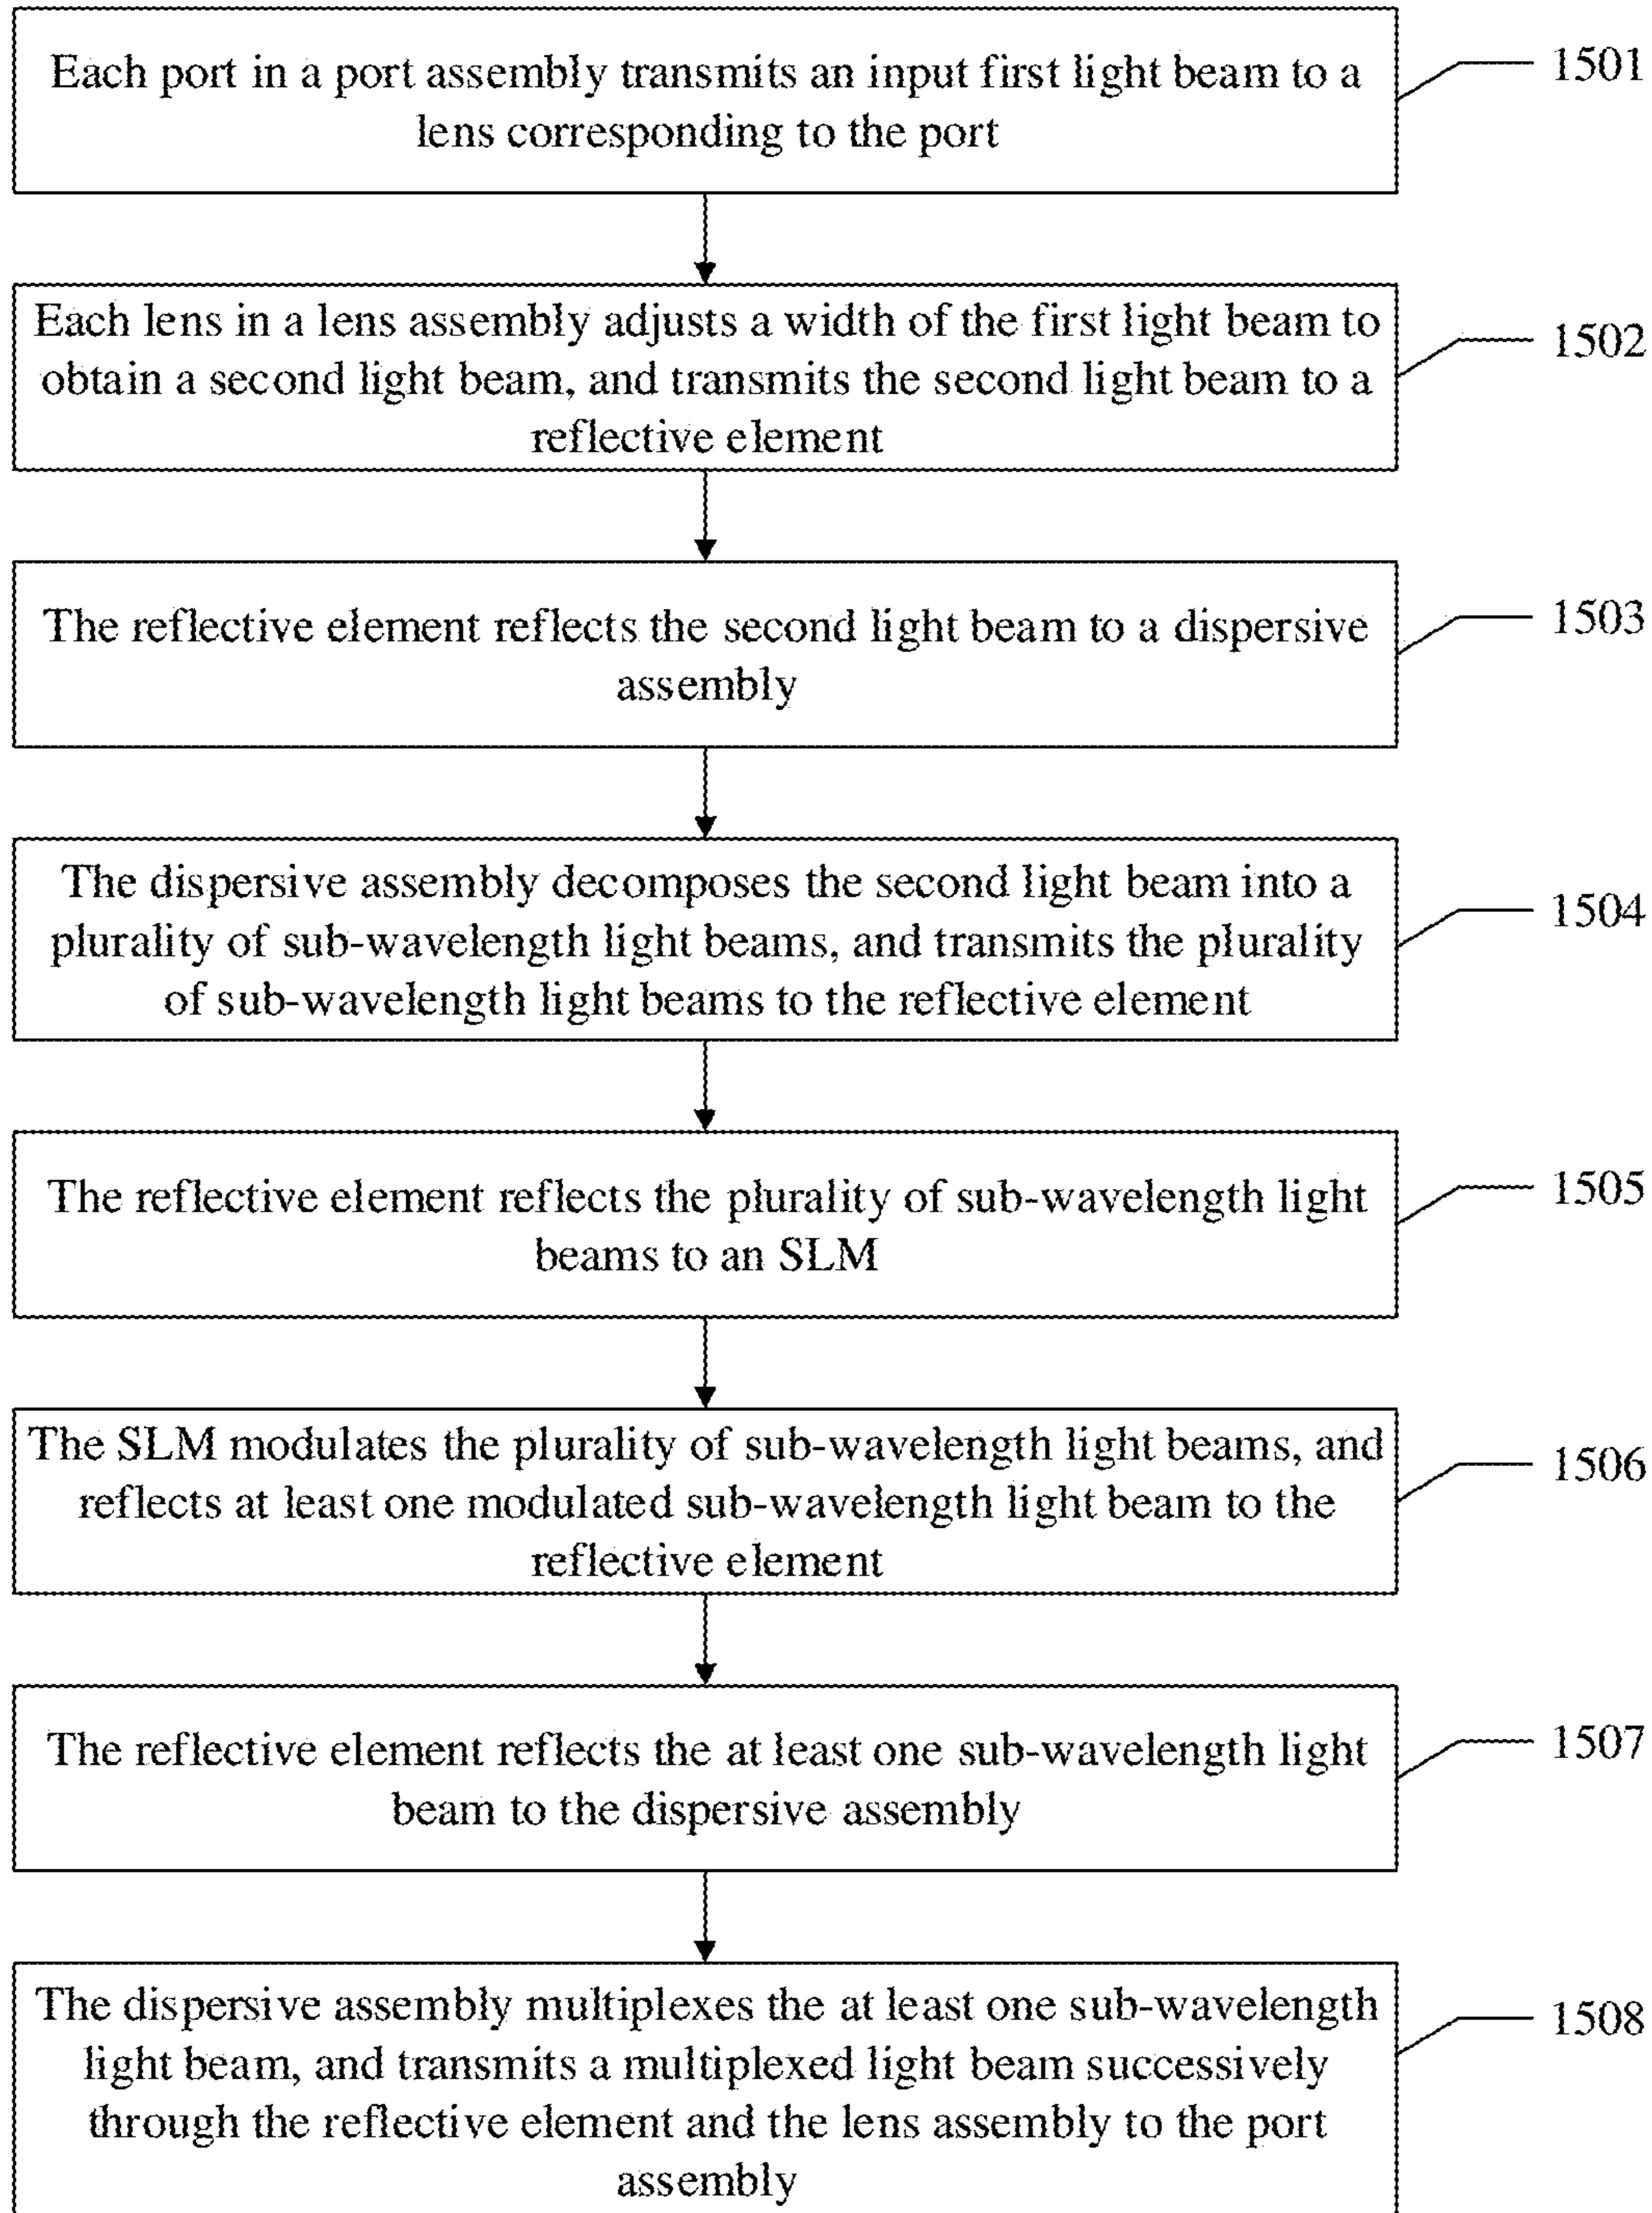 Each port in a port assembly transmits an input first light beam to a
lens corresponding to the port
1501
Each lens in a lens assembly adjusts a width of the first light beam to
obtain a second light beam, and transmits the second light beam to a
reflective element
1502
The reflective element reflects the second light beam to a dispersive
assembly
1503
The dispersive assembly decomposes the second light beam into a
plurality of sub-wavelength light beams, and transmits the plurality
of sub-wavelength light beams to the reflective element
1504
The reflective element reflects the plurality of sub-wavelength light
beams to an SLM
1505
The SLM modulates the plurality of sub-wavelength light beams, and
reflects at least one modulated sub-wavelength light beam to the
reflective element
1506
The reflective element reflects the at least one sub-wavelength light
beam to the dispersive assembly
1507
The dispersive assembly multiplexes the at least one sub-wavelength
light beam, and transmits a multiplexed light beam successively
through the reflective element and the lens assembly to the port
assembly
1508